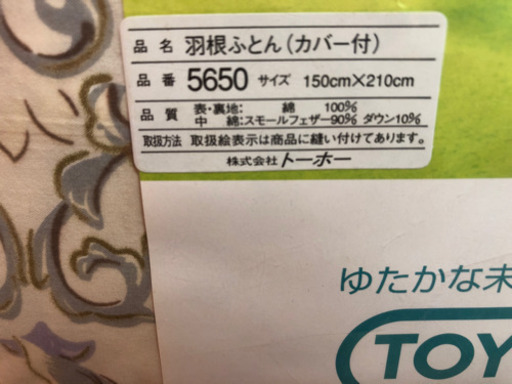 品名 羽根ふとん(カバー付)
品番 5650 サイズ 150cm×210cm
品質 表・裏地: 綿 100%
中 綿:スモールフェザー90% ダウン10%
取扱方法 取扱絵表示は商品に縫い付けてあります。
株式会社トーホー
ゆたかな未
TOY